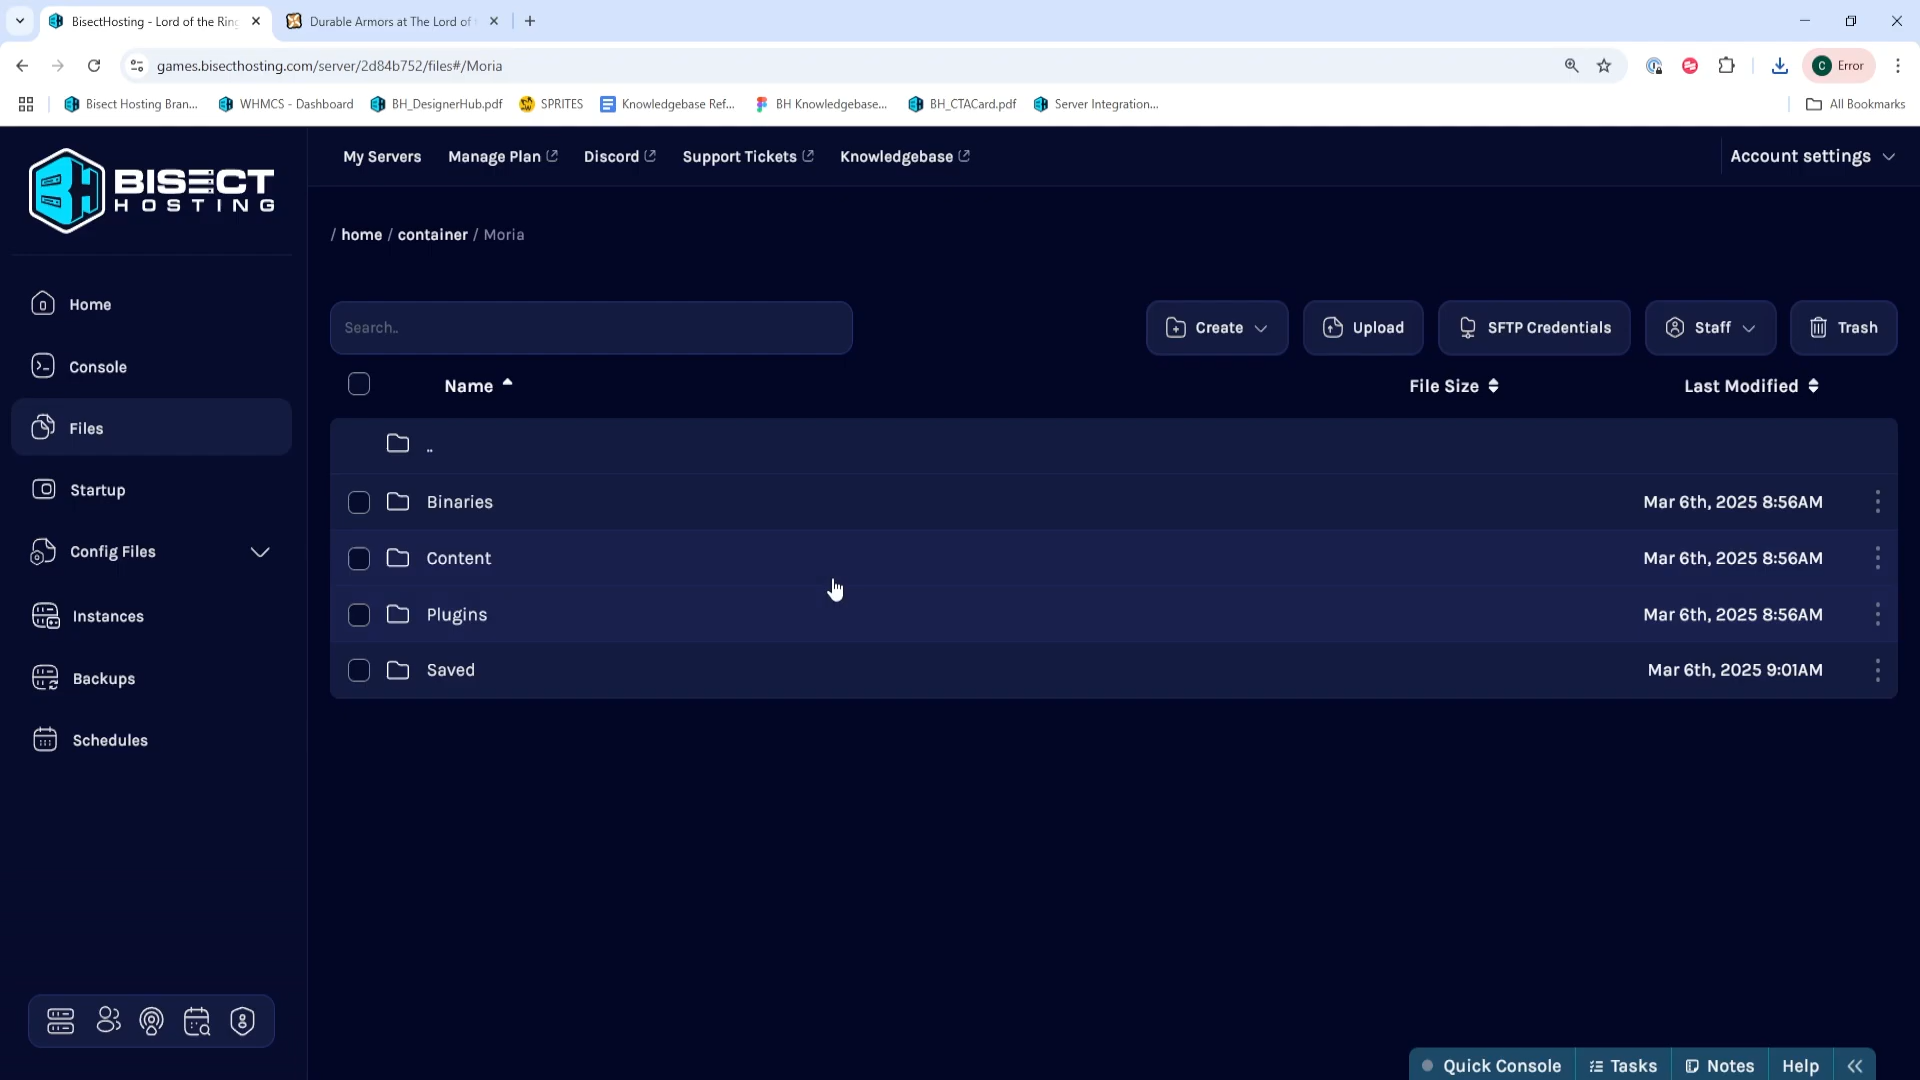 BisectHosting - Lord of the Rin
Durable Armors at The Lord of t
games.bisecthosting.com/server/2d84b752/files#/Moria
C Error
Bisect Hosting Bran...
WHMCS - Dashboard
BH_DesignerHub.pdf
SPRITES
Knowledgebase Ref...
BH Knowledgebase...
BH_CTACard.pdf
Server Integration...
All Bookmarks
BISECT
HOSTING
My Servers
Manage Plan
Discord
Support Tickets
Knowledgebase
Account settings
/ home / container / Moria
Home
Console
Files
Startup
Config Files
Instances
Backups
Schedules
Search..
Create
Upload
SFTP Credentials
Staff
Trash
Name
File Size
Last Modified
..
Binaries Mar 6th, 2025 8:56AM
Content Mar 6th, 2025 8:56AM
Plugins Mar 6th, 2025 8:56AM
Saved Mar 6th, 2025 9:01AM
Quick Console
Tasks
Notes
Help